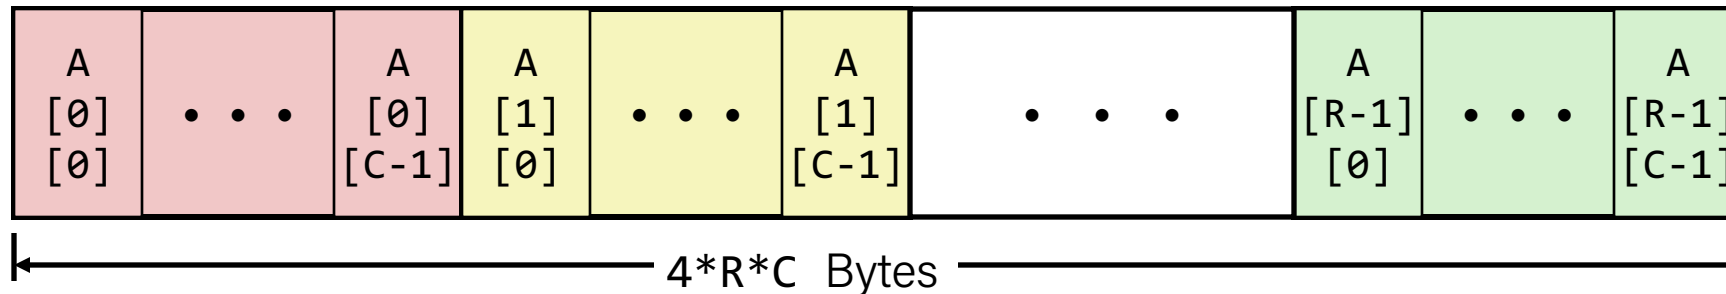 A
[0]
[0]
• • •
A
[0]
[C-1]
A
[1]
[0]
• • •
A
[1]
[C-1]
• • •
A
[R-1]
[0]
• • •
A
[R-1]
[C-1]
4*R*C Bytes